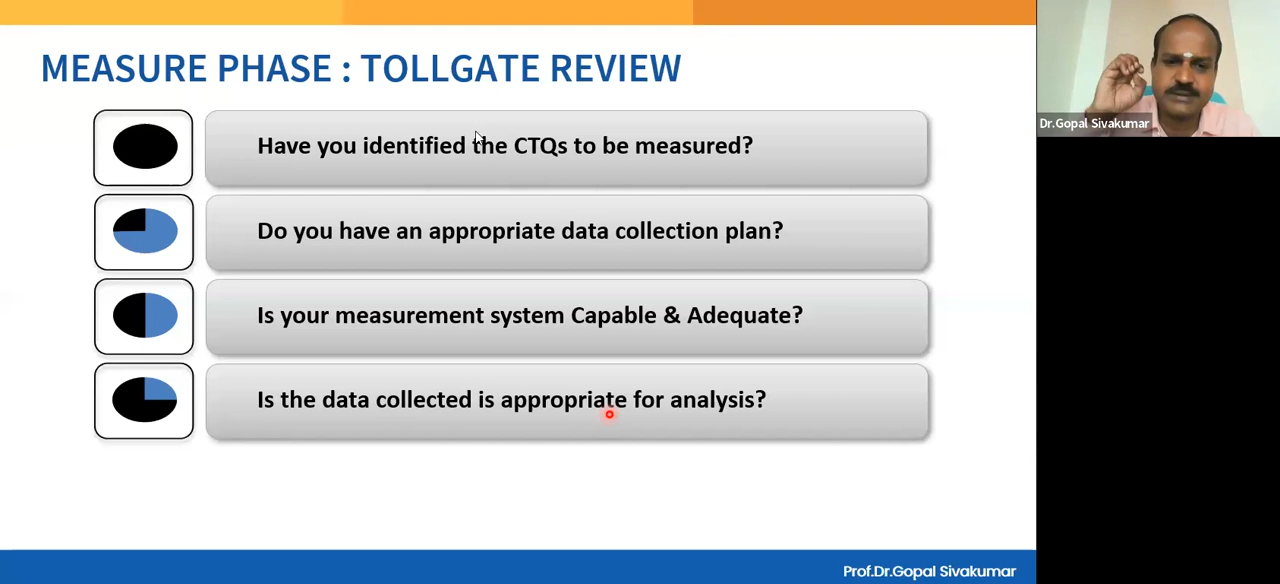 MEASURE PHASE : TOLLGATE REVIEW
Have you identified the CTQs to be measured?
Do you have an appropriate data collection plan?
Is your measurement system Capable & Adequate?
Is the data collected is appropriate for analysis?
Dr.Gopal Sivakumar
Prof.Dr.Gopal Sivakumar